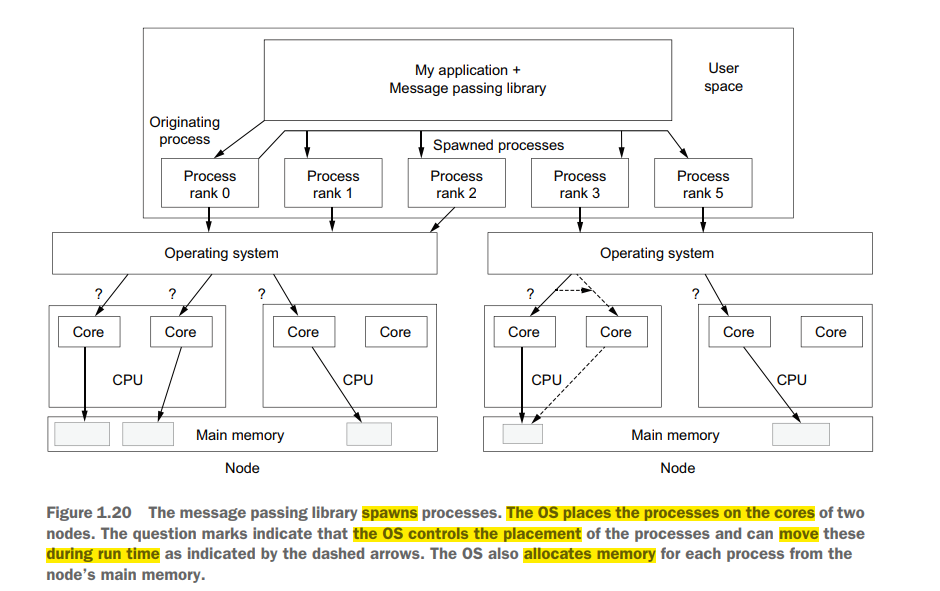 My application +
Message passing library
User
space
Originating
process
Spawned processes
Process
rank 0
Process
rank 1
Process
rank 2
Process
rank 3
Process
rank 5
Operating system
Operating system
?
?
?
?
?
Core
Core
Core
Core
Core
Core
Core
Core
CPU
CPU
CPU
CPU
Main memory
Main memory
Node
Node
Figure 1.20 The message passing library spawns processes. The OS places the processes on the cores of two
nodes. The question marks indicate that the OS controls the placement of the processes and can move these
during run time as indicated by the dashed arrows. The OS also allocates memory for each process from the
node's main memory.